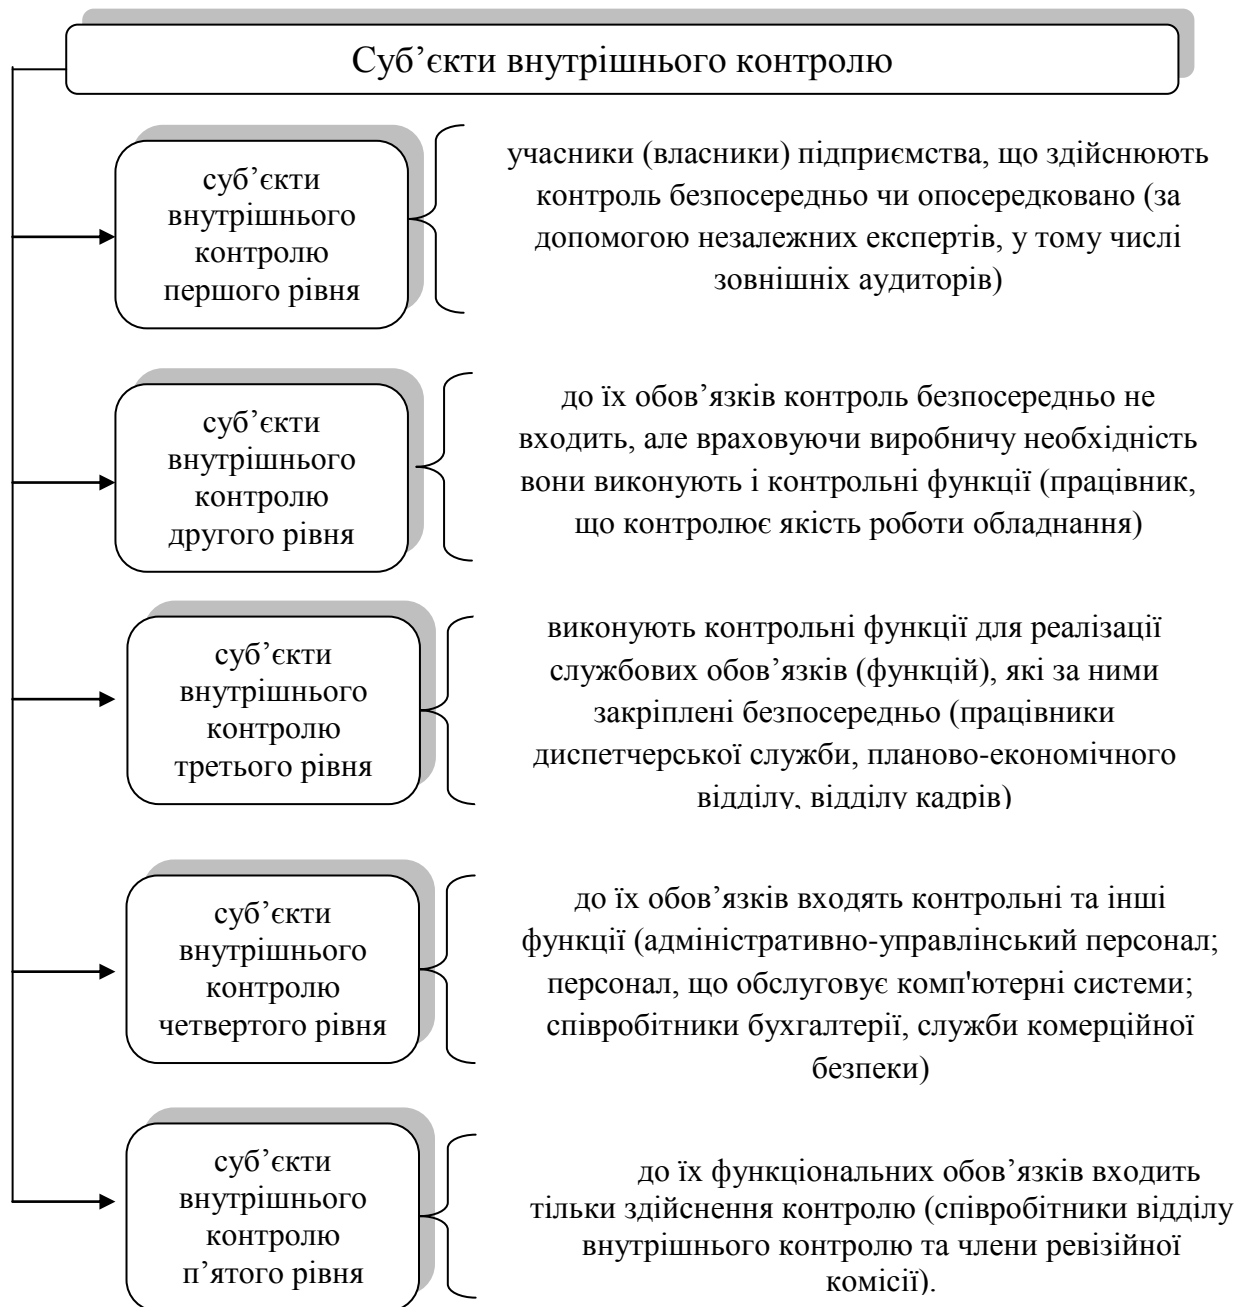 Суб’єкти внутрішнього контролю
суб’єкти
внутрішнього
контролю
першого рівня
учасники (власники) підприємства, що здійснюють
контроль безпосередньо чи опосередковано (за
допомогою незалежних експертів, у тому числі
зовнішніх аудиторів)
суб’єкти
внутрішнього
контролю
другого рівня
до їх обов’язків контроль безпосередньо не
входить, але враховуючи виробничу необхідність
вони виконують і контрольні функції (працівник,
що контролює якість роботи обладнання)
суб’єкти
внутрішнього
контролю
третього рівня
виконують контрольні функції для реалізації
службових обов’язків (функцій), які за ними
закріплені безпосередньо (працівники
диспетчерської служби, планово-економічного
відділу, відділу кадрів)
суб’єкти
внутрішнього
контролю
четвертого рівня
до їх обов’язків входять контрольні та інші
функції (адміністративно-управлінський персонал;
персонал, що обслуговує комп'ютерні системи;
співробітники бухгалтерії, служби комерційної
безпеки)
суб’єкти
внутрішнього
контролю
п’ятого рівня
до їх функціональних обов’язків входить
тільки здійснення контролю (співробітники відділу
внутрішнього контролю та члени ревізійної
комісії).